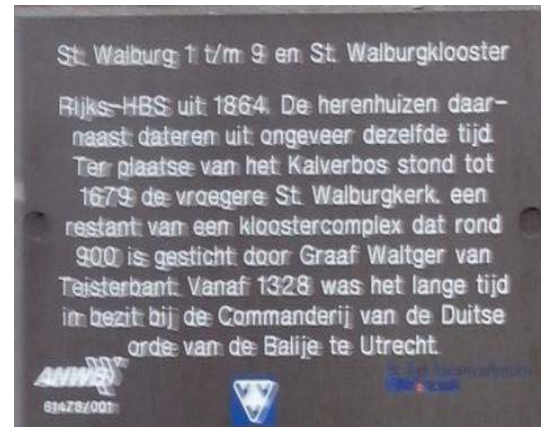 St. Walburg 1 t/m 9 en St. Walburgklooster
Rijks-HBS uit 1864. De herenhuizen daar-
naast dateren uit ongeveer dezelfde tijd.
Ter plaatse van het Kalverbos stond tot
1679 de vroegere St. Walburgkerk, een
restant van een kloostercomplex dat rond
900 is gesticht door Graaf Waltger van
Teisterbant. Vanaf 1328 was het lange tijd
in bezit bij de Commanderij van de Duitse
orde van de Balije te Utrecht.
ANWB
61478/001